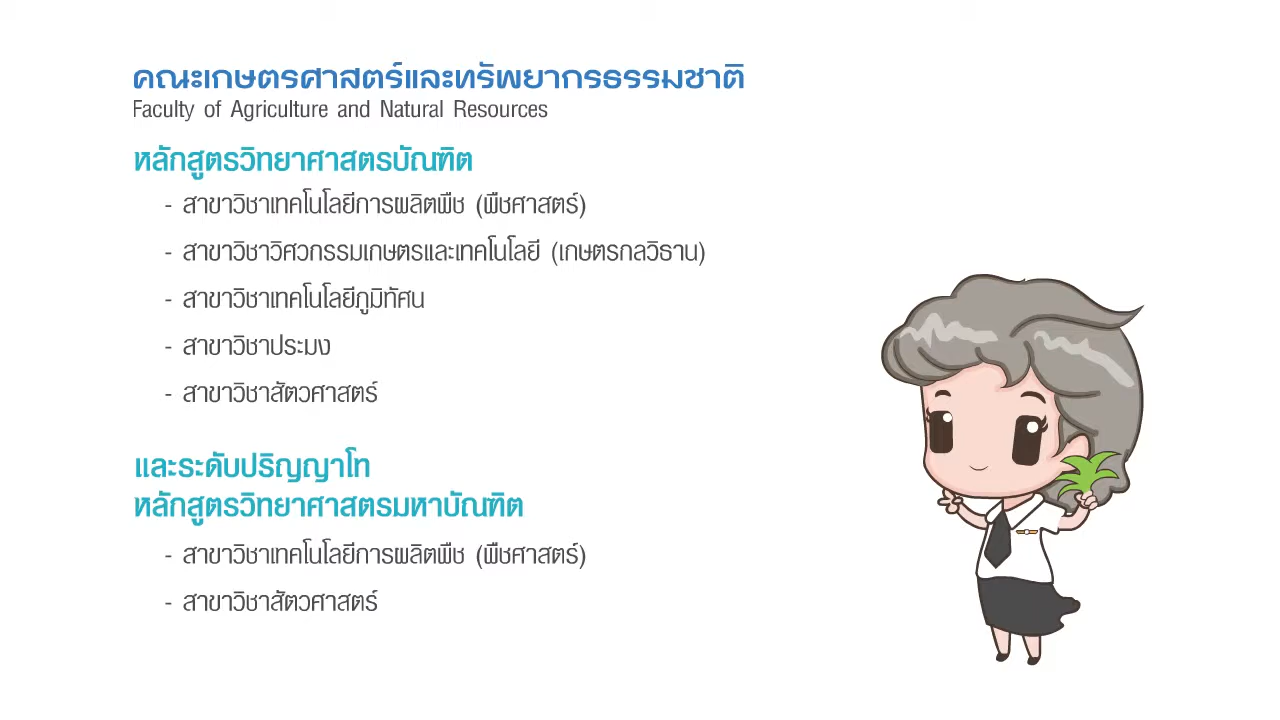 คณะเกษตรศาสตร์และทรัพยากรธรรมชาติ
Faculty of Agriculture and Natural Resources
หลักสูตรวิทยาศาสตรบัณฑิต
- สาขาวิชาเทคโนโลยีการผลิตพืช (พืชศาสตร์)
- สาขาวิชาวิศวกรรมเกษตรและเทคโนโลยี (เกษตรกลวิธาน)
- สาขาวิชาเทคโนโลยีภูมิทัศน
- สาขาวิชาประมง
- สาขาวิชาสัตวศาสตร์
และระดับปริญญาโท
หลักสูตรวิทยาศาสตรมหาบัณฑิต
- สาขาวิชาเทคโนโลยีการผลิตพืช (พืชศาสตร์)
- สาขาวิชาสัตวศาสตร์